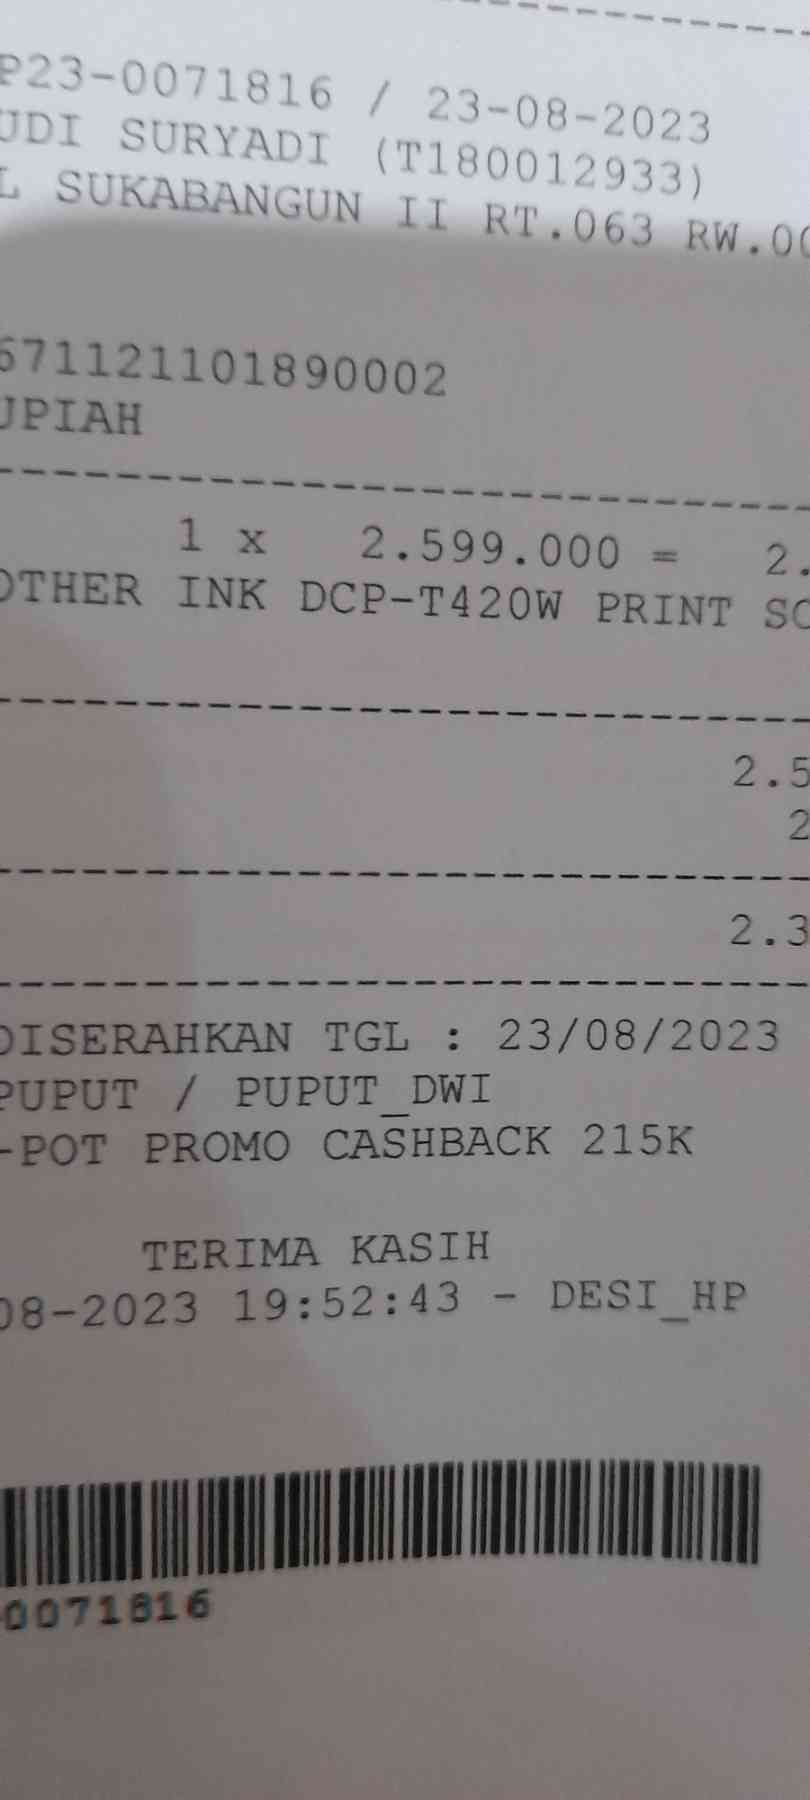 P23-0071816 / 23-08-2023
UDI SURYADI (T180012933)
L SUKABANGUN II RT.063 RW.00
671121101890002
UPIAH
1 x 2.599.000 = 2.
OTHER INK DCP-T420W PRINT SC
2.5
2
2.3
DISERAHKAN TGL : 23/08/2023
PUPUT / PUPUT_DWI
-POT PROMO CASHBACK 215K
TERIMA KASIH
08-2023 19:52:43 - DESI_HP
0071816